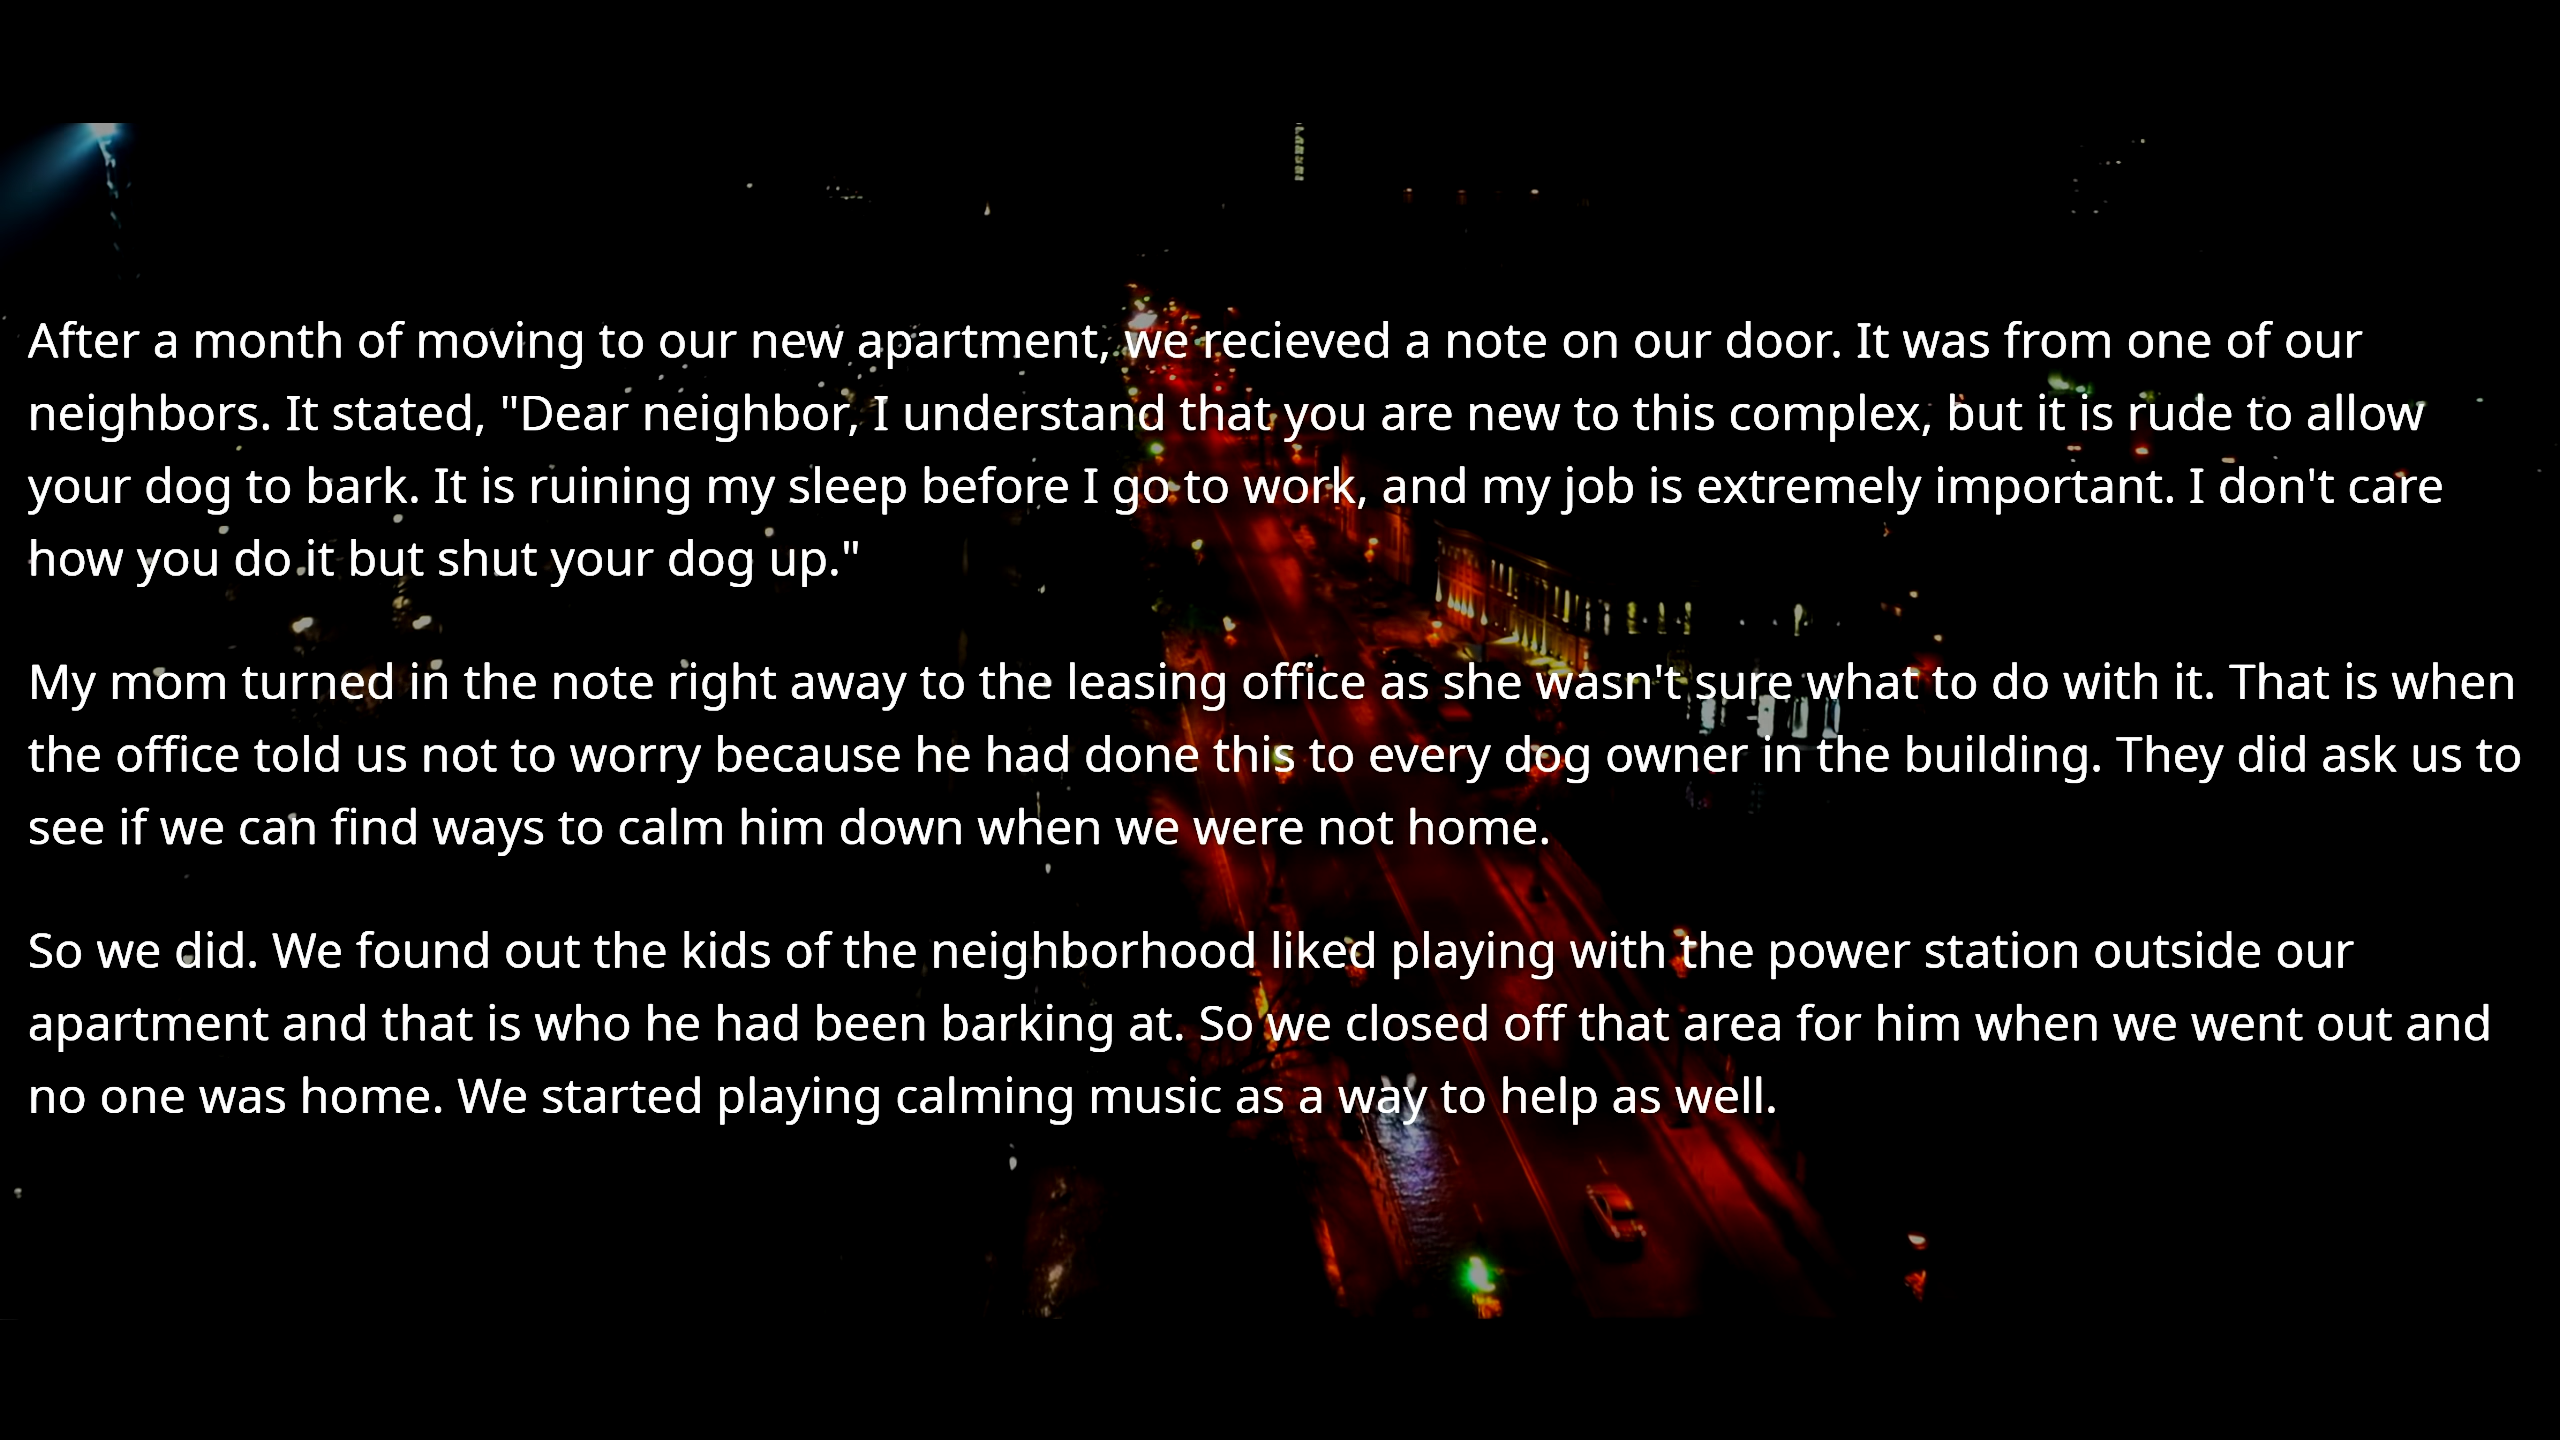 After a month of moving to our new apartment, we recieved a note on our door. It was from one of our
neighbors. It stated, "Dear neighbor, I understand that you are new to this complex, but it is rude to allow
your dog to bark. It is ruining my sleep before I go to work, and my job is extremely important. I don't care
how you do it but shut your dog up."
My mom turned in the note right away to the leasing office as she wasn't sure what to do with it. That is when
the office told us not to worry because he had done this to every dog owner in the building. They did ask us to
see if we can find ways to calm him down when we were not home.
So we did. We found out the kids of the neighborhood liked playing with the power station outside our
apartment and that is who he had been barking at. So we closed off that area for him when we went out and
no one was home. We started playing calming music as a way to help as well.